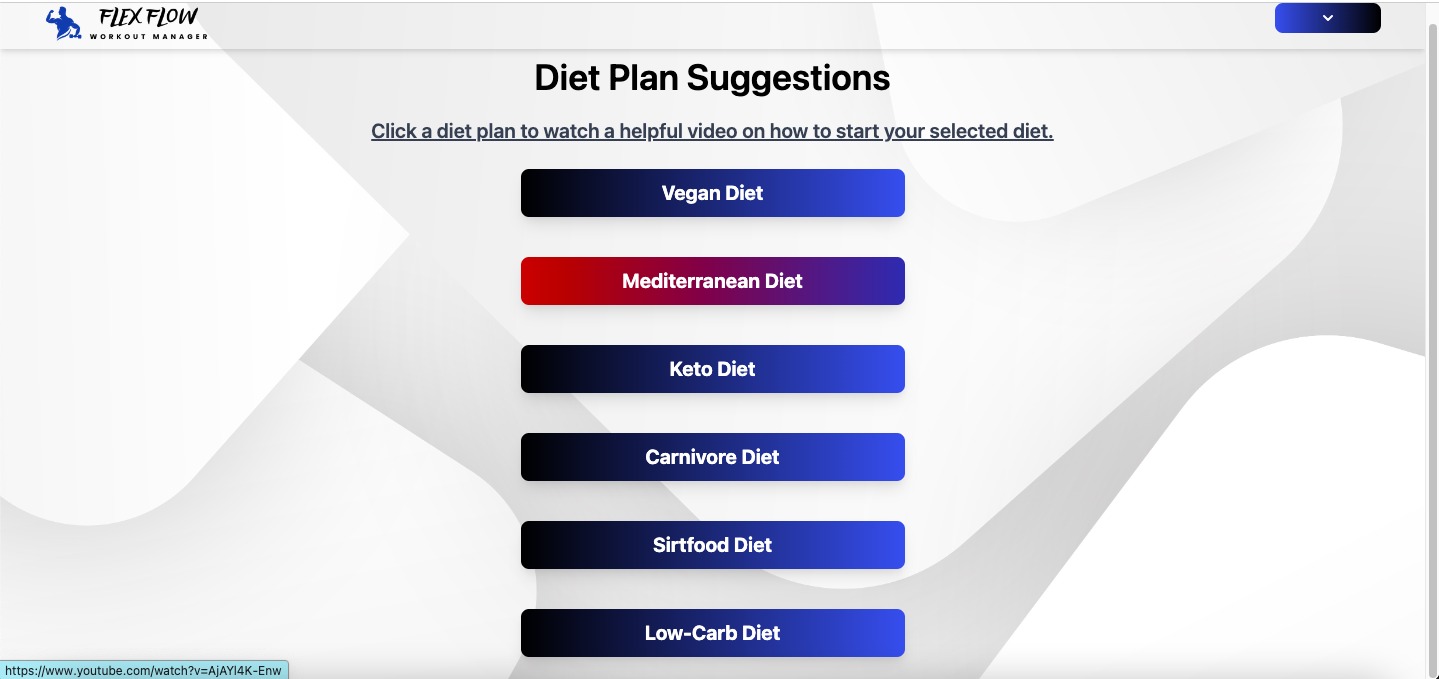 FLEX FLOW
WORKOUT MANAGER
Diet Plan Suggestions
Click a diet plan to watch a helpful video on how to start your selected diet.
Vegan Diet
Mediterranean Diet
Keto Diet
Carnivore Diet
Sirtfood Diet
Low-Carb Diet
https://www.youtube.com/watch?v=AjAYl4K-Enw